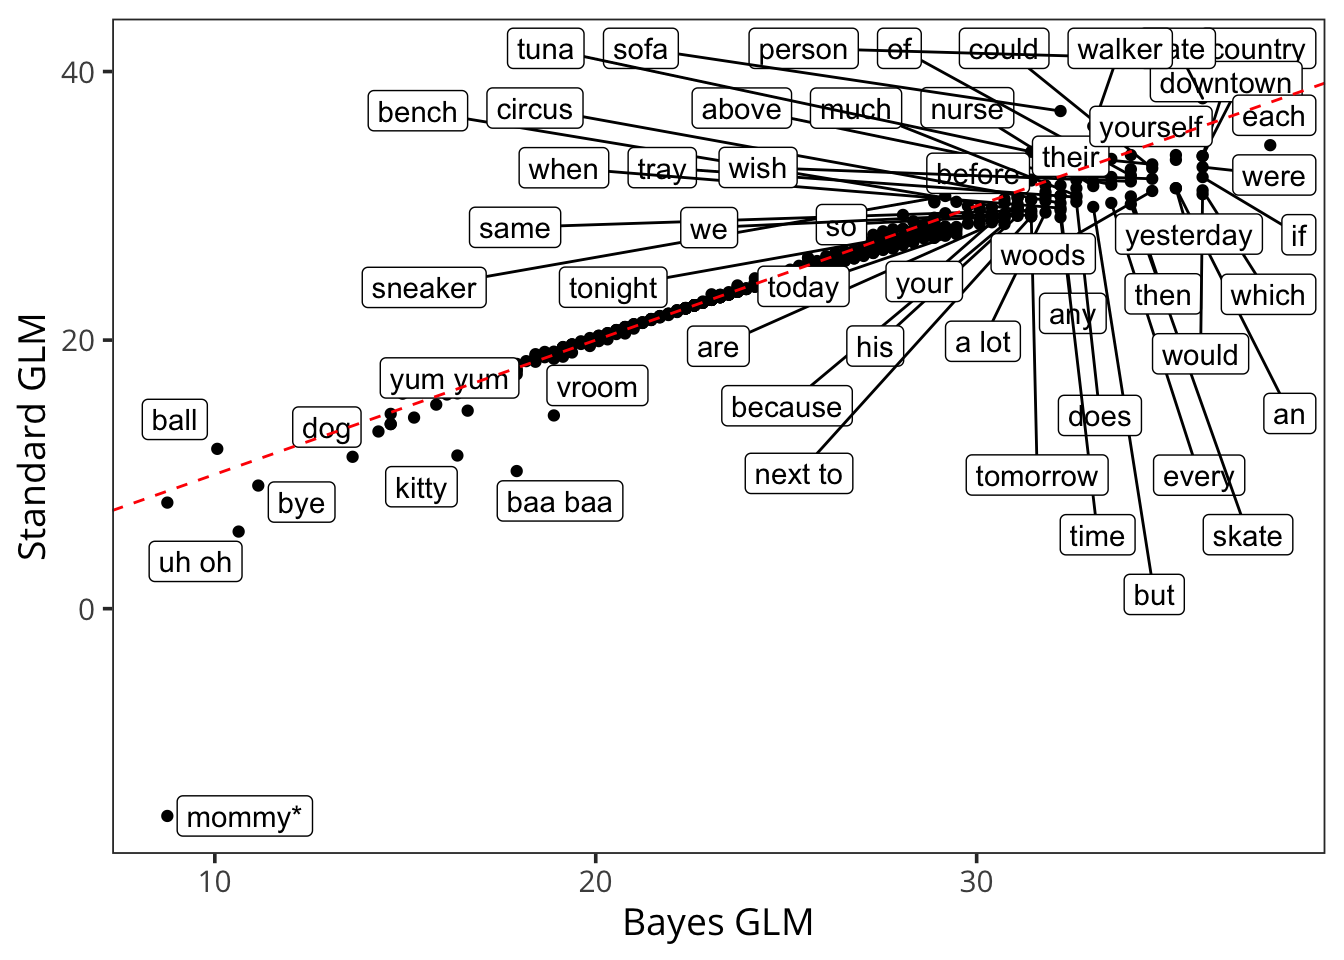 tuna
sofa
person
of
could
walker
country
40
downtown
bench
circus
above
much
nurse
yourself
each
their
when
tray
wish
before
were
same
we
so
yesterday
if
woods
sneaker
tonight
today
your
then
which
any
20
are
his
a lot
would
yum yum
vroom
because
does
an
ball
dog
kitty
next to
tomorrow
every
bye
baa baa
time
skate
uh oh
but
0
mommy*
10
20
30
Bayes GLM
Standard GLM